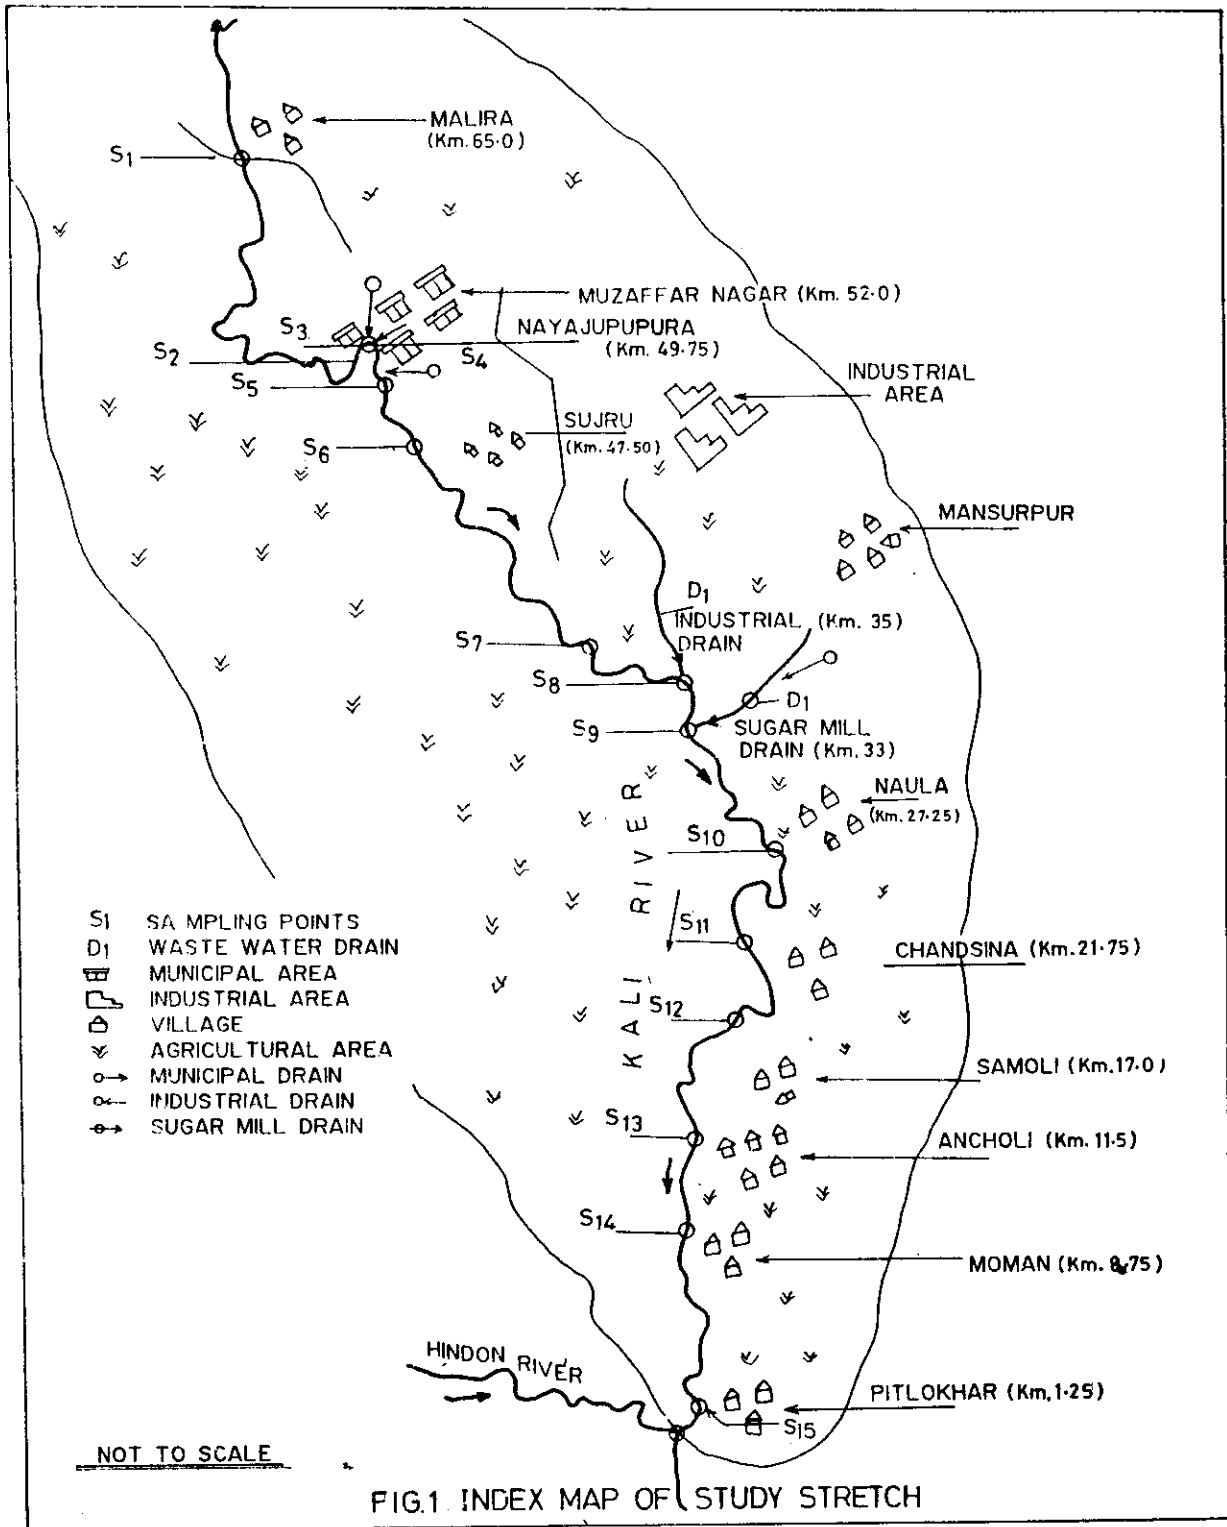 MALIRA
(Km. 65·0)
S1
MUZAFFAR NAGAR (Km. 52·0)
S3
NAYAJUPUPURA
(Km. 49·75)
S2
S4
S5
INDUSTRIAL
AREA
SUJRU
(Km. 47·50)
S6
MANSURPUR
D1
INDUSTRIAL (Km. 35)
DRAIN
S7
S8
D1
S9
SUGAR MILL
DRAIN (Km. 33)
NAULA
(Km. 27·25)
S10
KALI RIVER
S11
CHANDSINA (Km. 21·75)
S12
S1 SAMPLING POINTS
D1 WASTE WATER DRAIN
MUNICIPAL AREA
INDUSTRIAL AREA
VILLAGE
AGRICULTURAL AREA
MUNICIPAL DRAIN
INDUSTRIAL DRAIN
SUGAR MILL DRAIN
SAMOLI (Km. 17.0)
S13
ANCHOLI (Km. 11·5)
S14
MOMAN (Km. 8·75)
HINDON RIVER
PITLOKHAR (Km. 1·25)
S15
NOT TO SCALE
FIG.1 INDEX MAP OF STUDY STRETCH